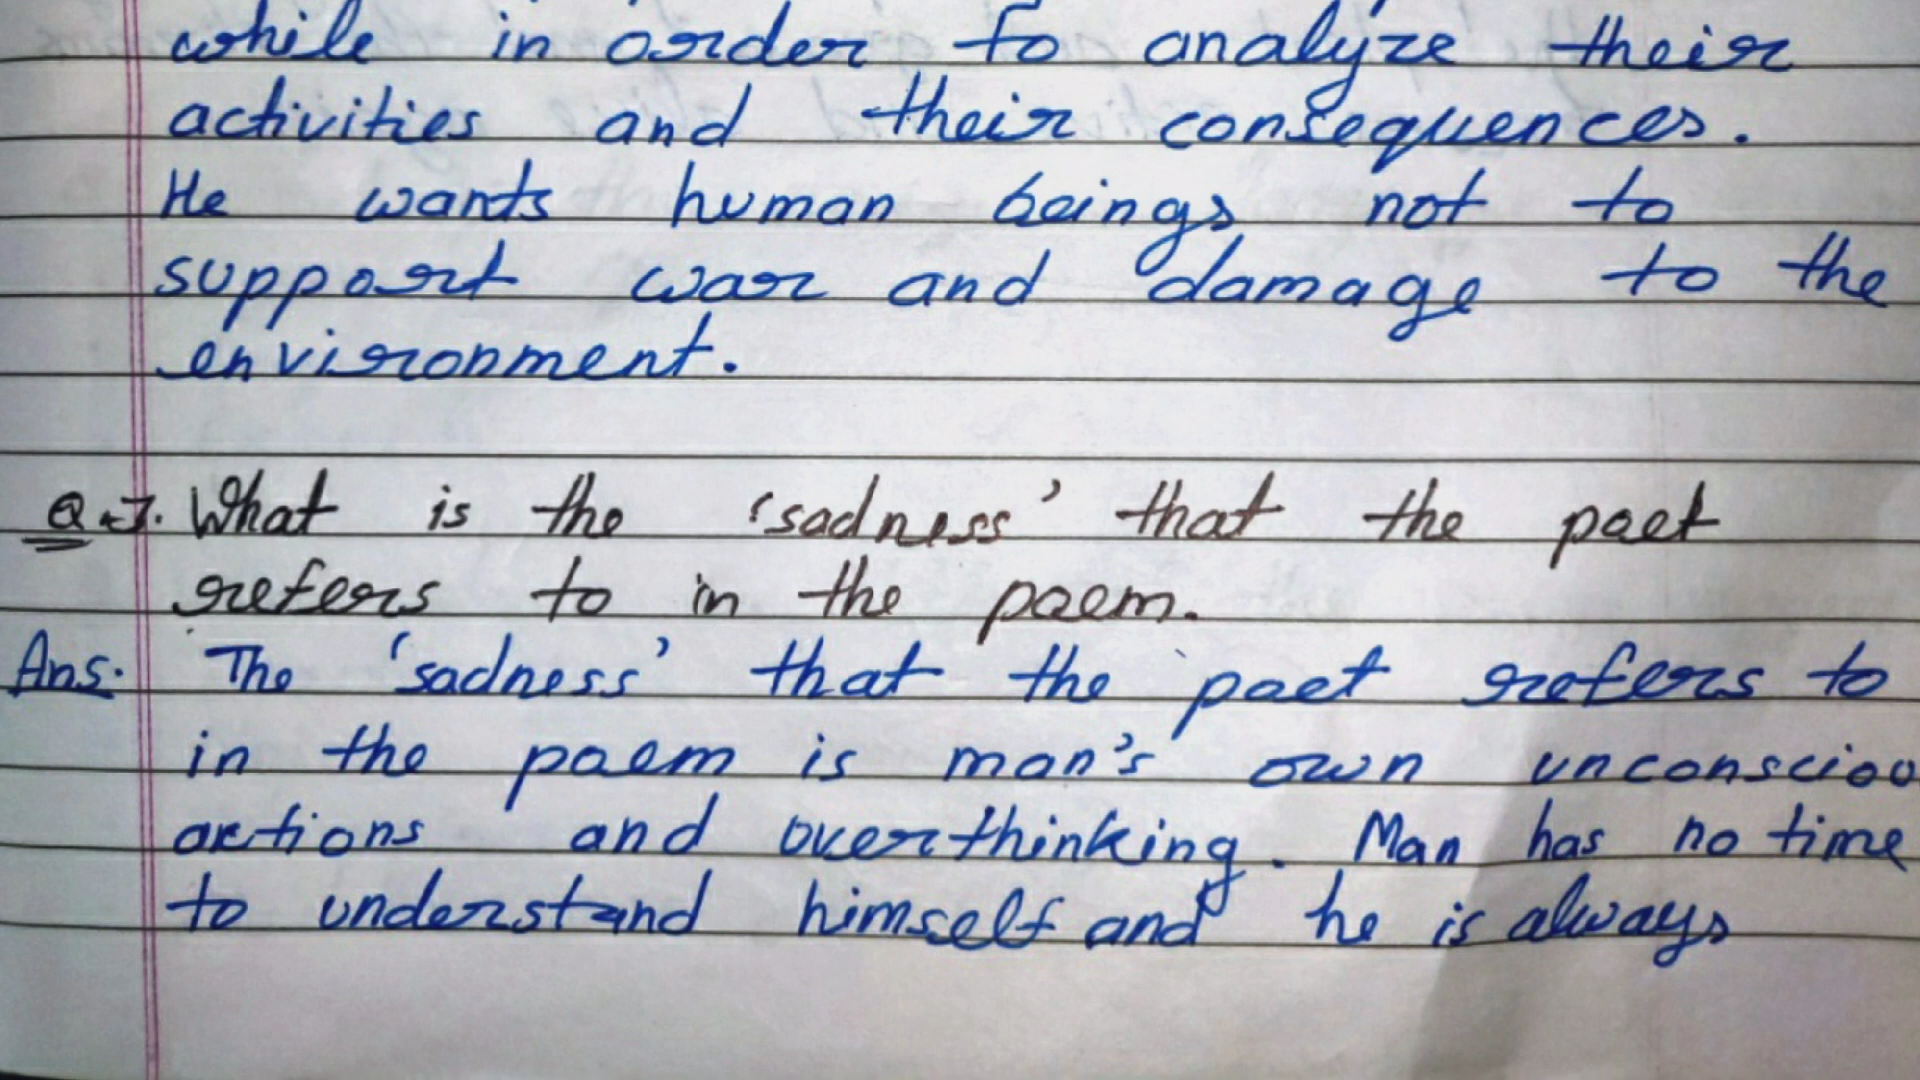 while in order to analyze their
activities and their consequences.
He wants human beings not to
support war and damage to the
environment.
Q.7. What is the 'sadness' that the poet
refers to in the poem.
Ans. The 'sadness' that the poet refers to
in the poem is man's own unconsciou
actions and overthinking. Man has no time
to understand himself and he is always